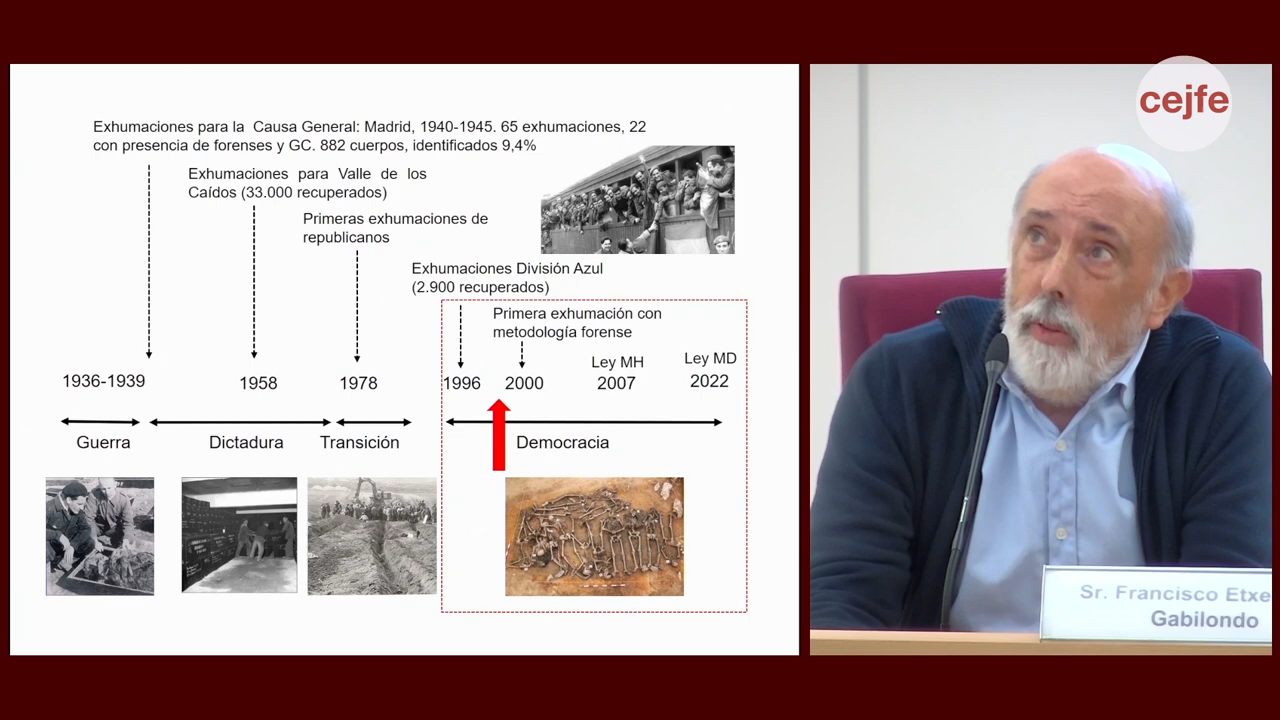 Exhumaciones para la Causa General: Madrid, 1940-1945. 65 exhumaciones, 22
con presencia de forenses y GC. 882 cuerpos, identificados 9,4%
Exhumaciones para Valle de los
Caídos (33.000 recuperados)
Primeras exhumaciones de
republicanos
Exhumaciones División Azul
(2.900 recuperados)
Primera exhumación con
metodología forense
Ley MH
Ley MD
1936-1939
1958
1978
1996
2000
2007
2022
Guerra
Dictadura
Transición
Democracia
cejfe
Sr. Francisco Etxe
Gabilondo